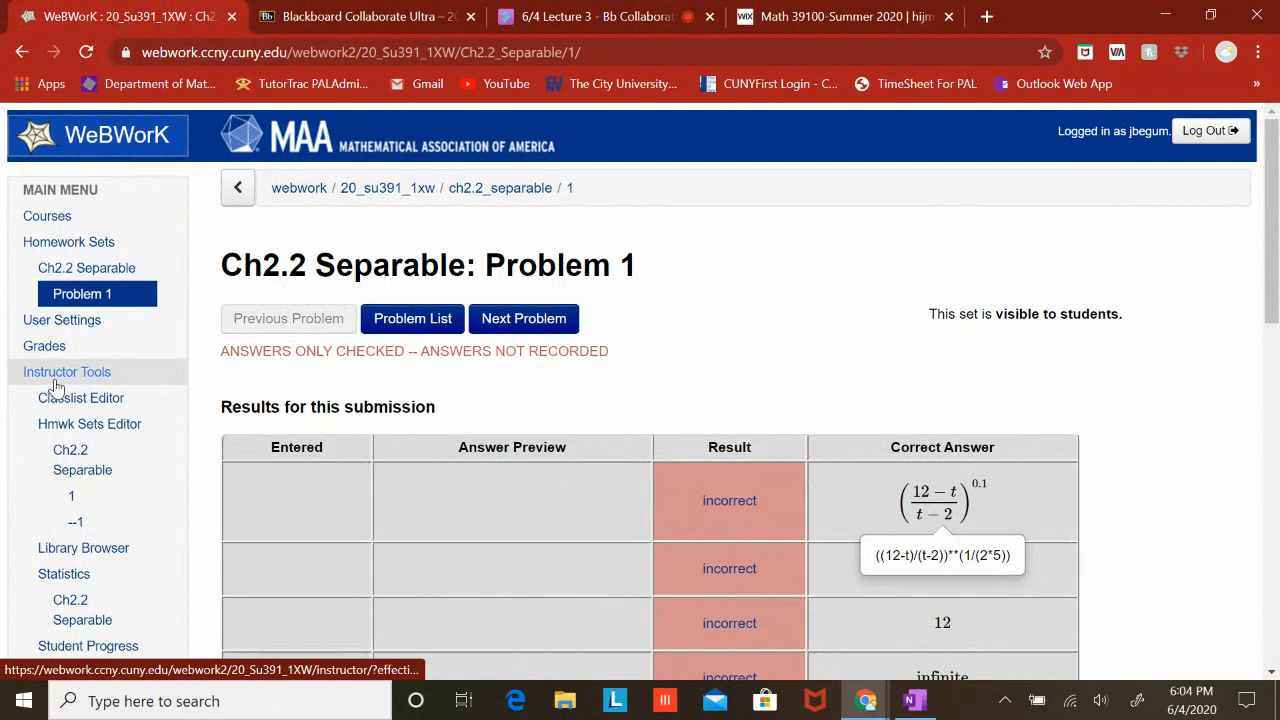 WeBWorK : 20_Su391_1XW : Ch2
Blackboard Collaborate Ultra – 20
6/4 Lecture 3 - Bb Collabora
Math 39100-Summer 2020 | hijm
webwork.ccny.cuny.edu/webwork2/20_Su391_1XW/Ch2.2_Separable/1/
Apps
Department of Mat...
TutorTrac PALAdmi...
Gmail
YouTube
The City University...
CUNYFirst Login - C...
TimeSheet For PAL
Outlook Web App
»
WeBWorK
MAA MATHEMATICAL ASSOCIATION OF AMERICA
Logged in as jbegum.
Log Out
MAIN MENU
Courses
Homework Sets
Ch2.2 Separable
Problem 1
User Settings
Grades
Instructor Tools
Classlist Editor
Hmwk Sets Editor
Ch2.2
Separable
1
--1
Library Browser
Statistics
Ch2.2
Separable
Student Progress
webwork / 20_su391_1xw / ch2.2_separable / 1
Ch2.2 Separable: Problem 1
Previous Problem
Problem List
Next Problem
This set is visible to students.
ANSWERS ONLY CHECKED -- ANSWERS NOT RECORDED
Results for this submission
Entered Answer Preview Result Correct Answer
incorrect
(12 − t / t − 2)^0.1
((12-t)/(t-2))**(1/(2*5))
incorrect
incorrect 12
incorrect infinite
https://webwork.ccny.cuny.edu/webwork2/20_Su391_1XW/instructor/?effecti...
Type here to search
6:04 PM
6/4/2020